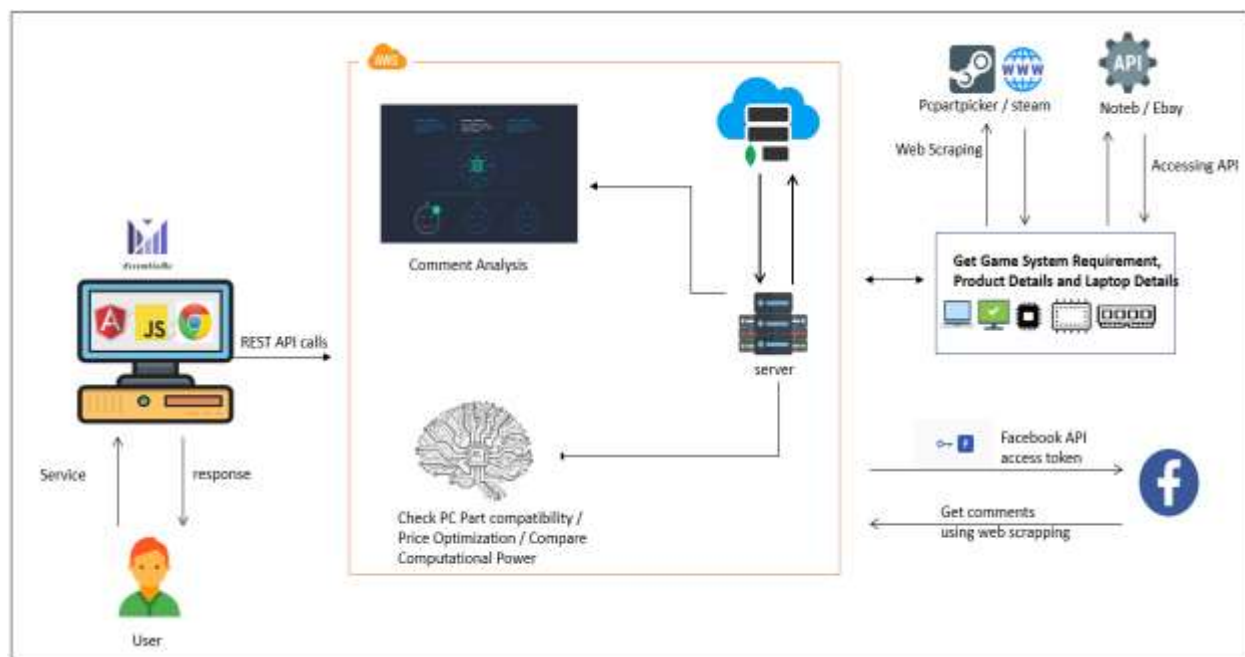 AWS
Pcpartpicker / steam
WWW
API
Noteb / Ebay
Web Scraping
Accessing API
Get Game System Requirement,
Product Details and Laptop Details
Comment Analysis
JS
REST API calls
server
Service
response
Check PC Part compatibility /
Price Optimization / Compare
Computational Power
User
Facebook API
access token
Get comments
using web scrapping